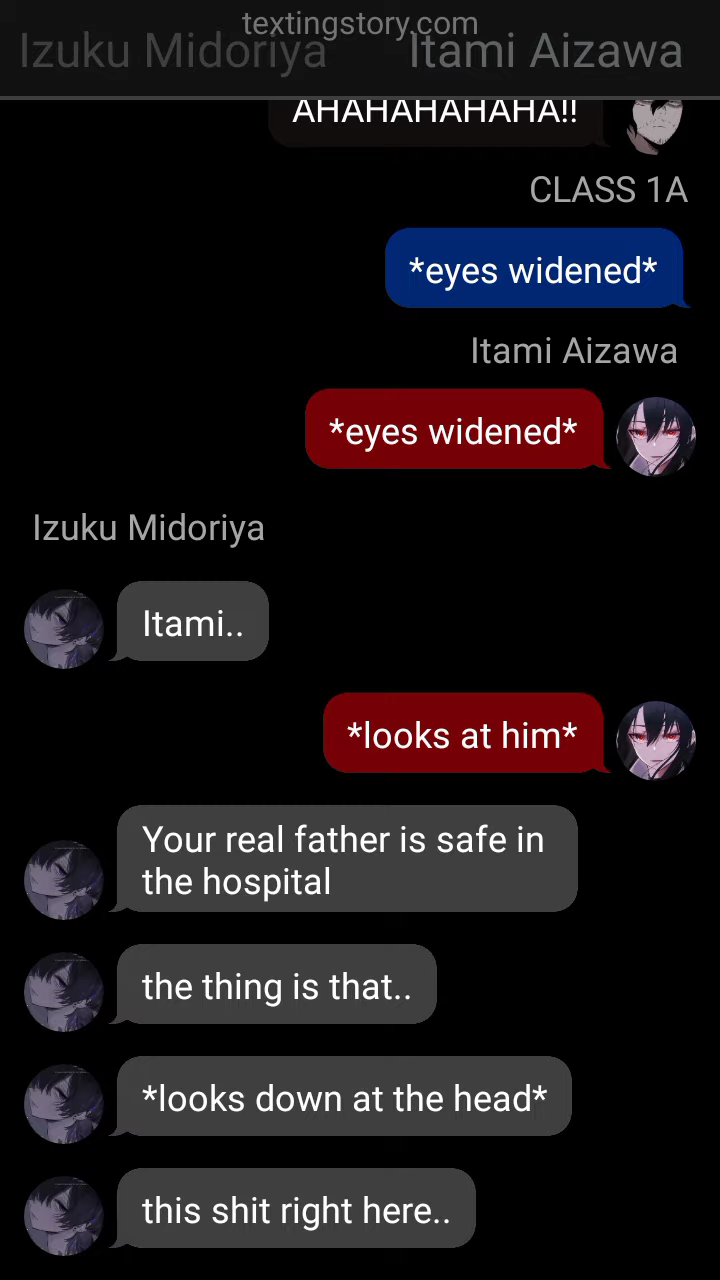 textingstory.com
Izuku Midoriya
Itami Aizawa
AHAHAHAHAHA!!
CLASS 1A
*eyes widened*
Itami Aizawa
*eyes widened*
Izuku Midoriya
Itami..
*looks at him*
Your real father is safe in
the hospital
the thing is that..
*looks down at the head*
this shit right here..